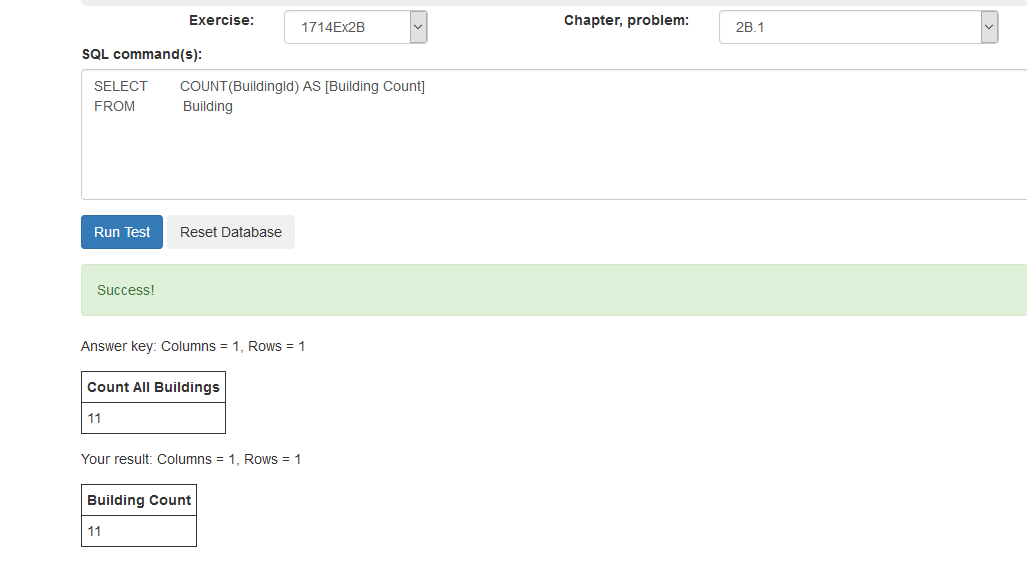 Exercise: 1714Ex2B Chapter, problem: 2B.1
SQL command(s):
SELECT COUNT(BuildingId) AS [Building Count]
FROM Building
Run Test Reset Database
Success!
Answer key: Columns = 1, Rows = 1
Count All Buildings
11
Your result: Columns = 1, Rows = 1
Building Count
11